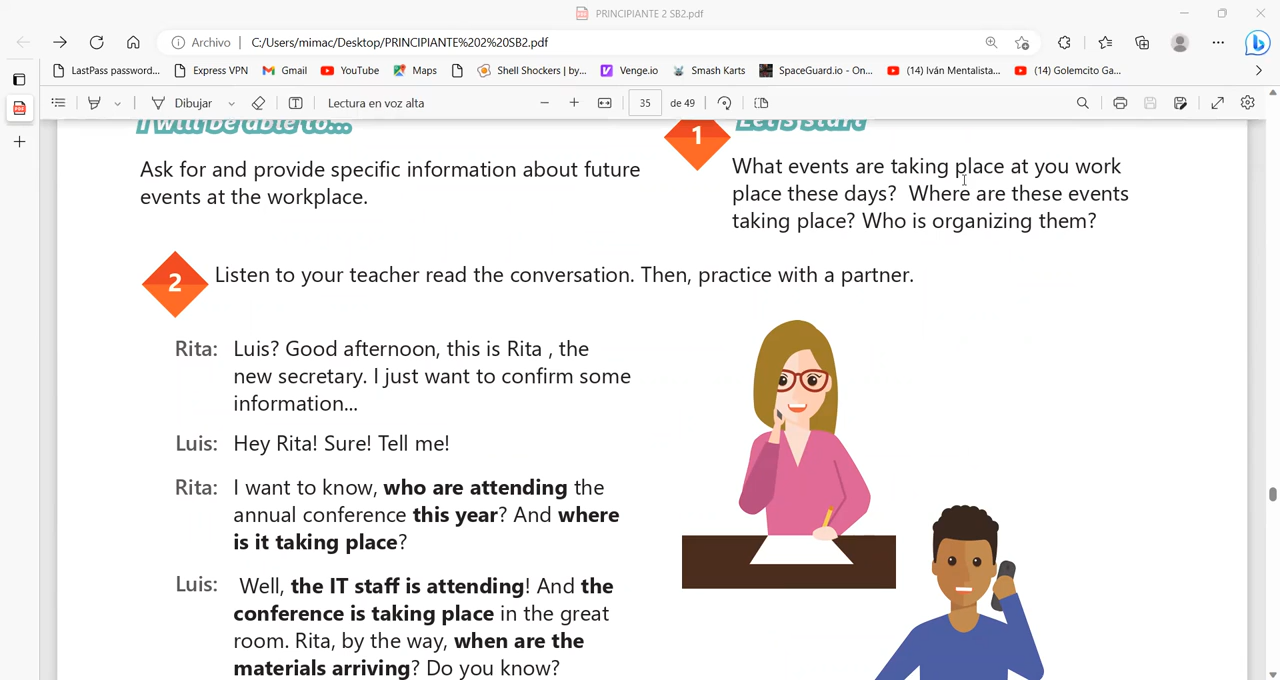 PRINCIPIANTE 2 SB2.pdf
Archivo | C:/Users/mimac/Desktop/PRINCIPIANTE%202%20SB2.pdf
LastPass password... Express VPN Gmail YouTube Maps Shell Shockers | by... Venge.io Smash Karts SpaceGuard.io - On... (14) Iván Mentalista... (14) Golemcito Ga...
Dibujar Lectura en voz alta 35 de 49
I will be able to...
Ask for and provide specific information about future
events at the workplace.
1
Let's start
What events are taking place at you work
place these days? Where are these events
taking place? Who is organizing them?
2
Listen to your teacher read the conversation. Then, practice with a partner.
Rita: Luis? Good afternoon, this is Rita , the
new secretary. I just want to confirm some
information...
Luis: Hey Rita! Sure! Tell me!
Rita: I want to know, who are attending the
annual conference this year? And where
is it taking place?
Luis: Well, the IT staff is attending! And the
conference is taking place in the great
room. Rita, by the way, when are the
materials arriving? Do you know?